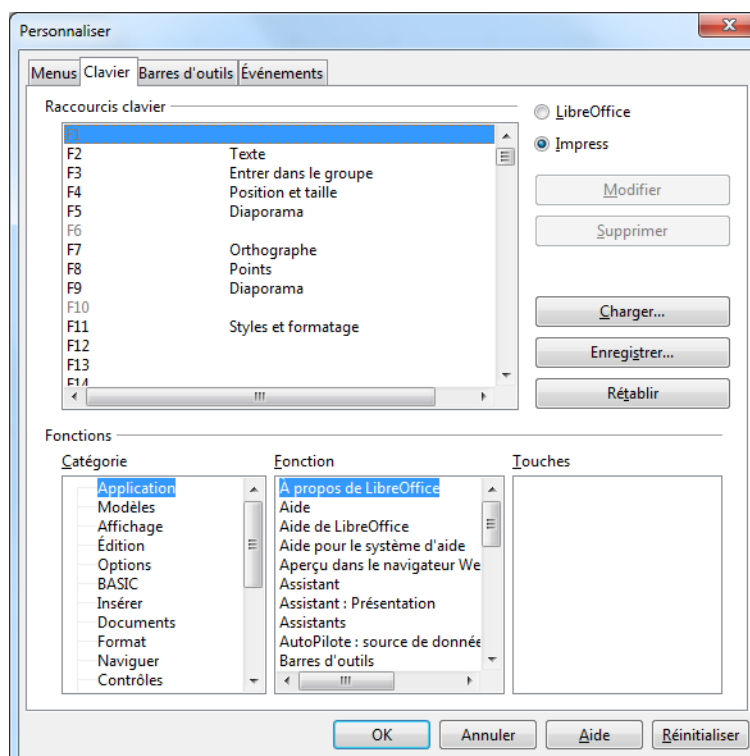 Personnaliser
Menus Clavier Barres d'outils Événements
Raccourcis clavier
F1
F2 Texte
F3 Entrer dans le groupe
F4 Position et taille
F5 Diaporama
F6
F7 Orthographe
F8 Points
F9 Diaporama
F10
F11 Styles et formatage
F12
F13
F14
LibreOffice
Impress
Modifier
Supprimer
Charger...
Enregistrer...
Rétablir
Fonctions
Catégorie
Application
Modèles
Affichage
Édition
Options
BASIC
Insérer
Documents
Format
Naviguer
Contrôles
Fonction
À propos de LibreOffice
Aide
Aide de LibreOffice
Aide pour le système d'aide
Aperçu dans le navigateur We
Assistant
Assistant : Présentation
Assistants
AutoPilote : source de donnée
Barres d'outils
Touches
OK Annuler Aide Réinitialiser